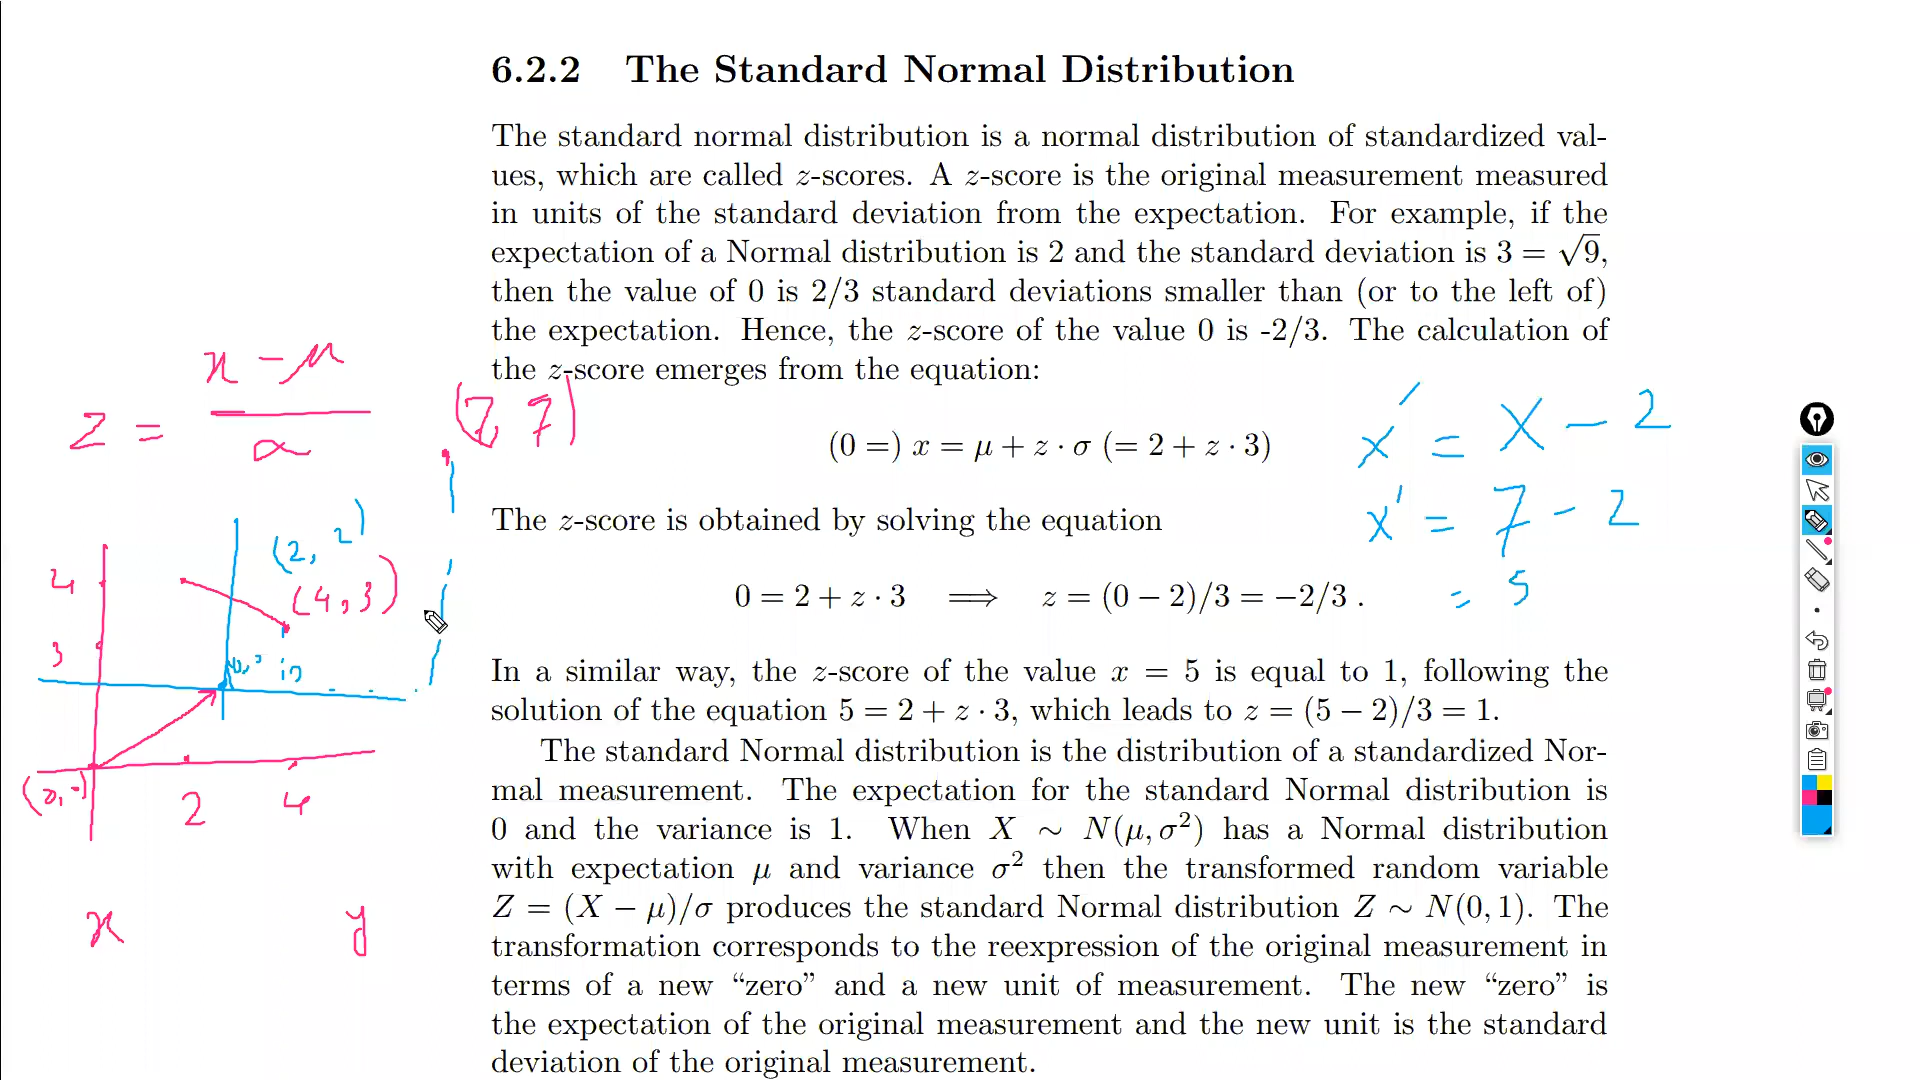 6.2.2 The Standard Normal Distribution
The standard normal distribution is a normal distribution of standardized val-
ues, which are called z-scores. A z-score is the original measurement measured
in units of the standard deviation from the expectation. For example, if the
expectation of a Normal distribution is 2 and the standard deviation is 3 = √9,
then the value of 0 is 2/3 standard deviations smaller than (or to the left of)
the expectation. Hence, the z-score of the value 0 is -2/3. The calculation of
the z-score emerges from the equation:
(0 =) x = μ + z · σ (= 2 + z · 3)
The z-score is obtained by solving the equation
0 = 2 + z · 3 ⟹ z = (0 − 2)/3 = −2/3 .
In a similar way, the z-score of the value x = 5 is equal to 1, following the
solution of the equation 5 = 2 + z · 3, which leads to z = (5 − 2)/3 = 1.
The standard Normal distribution is the distribution of a standardized Nor-
mal measurement. The expectation for the standard Normal distribution is
0 and the variance is 1. When X ∼ N(μ, σ²) has a Normal distribution
with expectation μ and variance σ² then the transformed random variable
Z = (X − μ)/σ produces the standard Normal distribution Z ∼ N(0, 1). The
transformation corresponds to the reexpression of the original measurement in
terms of a new “zero” and a new unit of measurement. The new “zero” is
the expectation of the original measurement and the new unit is the standard
deviation of the original measurement.
x − μ
z =
(7, 7)
(2, 2)
4
(4, 3)
3
2 4
x y
x' = X − 2
x' = 7 − 2
= 5